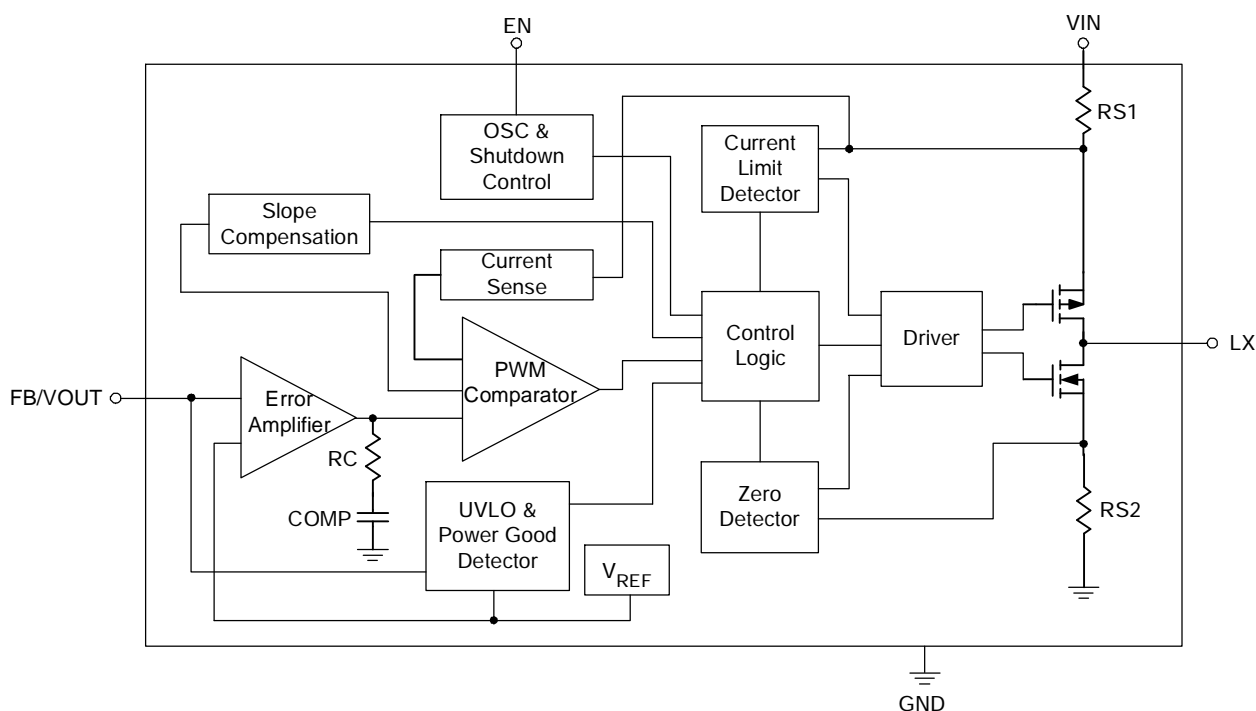 EN
VIN
OSC &
Shutdown
Control
Current
Limit
Detector
RS1
Slope
Compensation
Current
Sense
Control
Logic
Driver
LX
PWM
Comparator
FB/VOUT
Error
Amplifier
RC
COMP
UVLO &
Power Good
Detector
Zero
Detector
RS2
VREF
GND